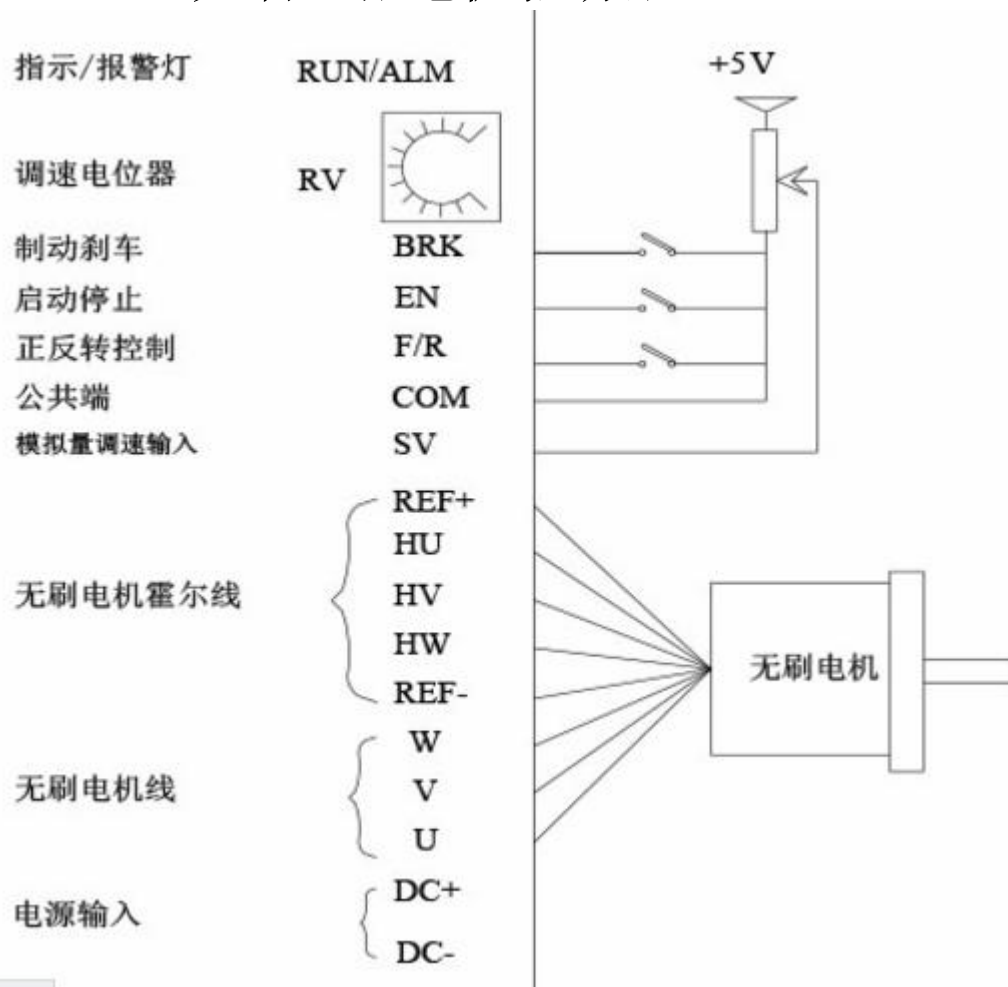 指示/报警灯 RUN/ALM
+5V
调速电位器 RV
制动刹车 BRK
启动停止 EN
正反转控制 F/R
公共端 COM
模拟量调速输入 SV
REF+
HU
无刷电机霍尔线 HV
HW
REF-
无刷电机
W
无刷电机线 V
U
DC+
电源输入
DC-